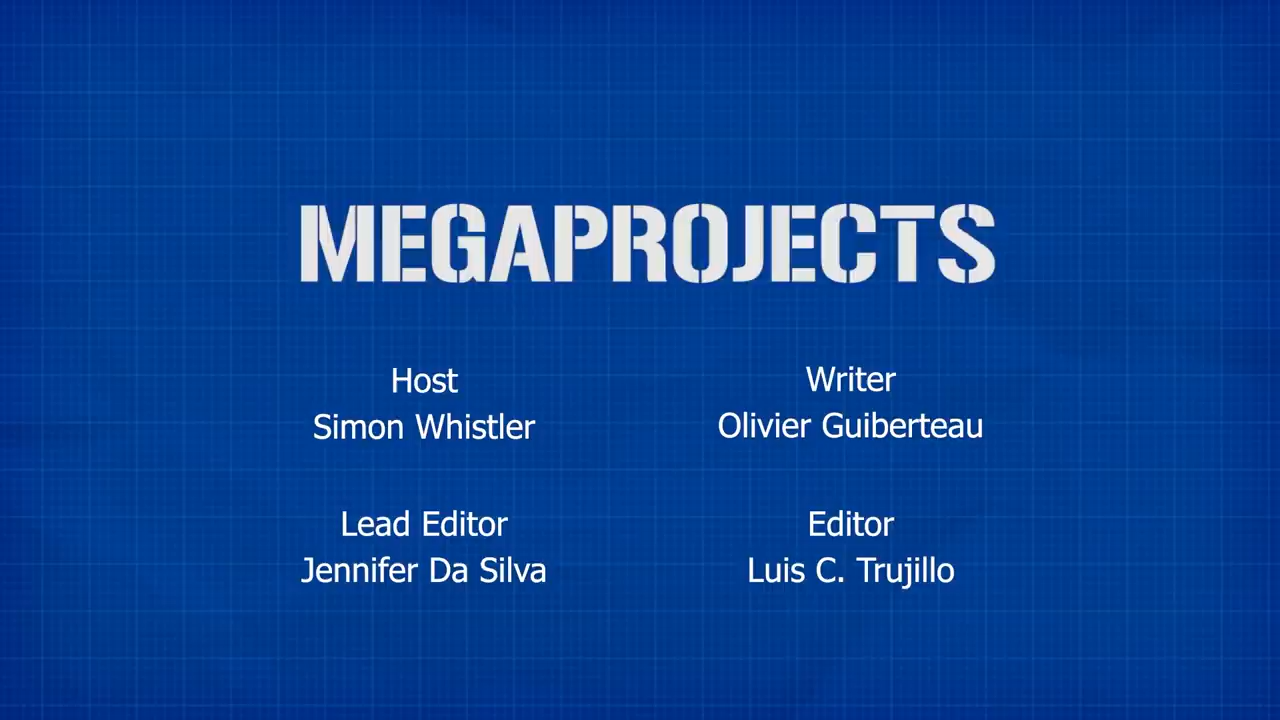 MEGAPROJECTS
Host
Simon Whistler
Writer
Olivier Guiberteau
Lead Editor
Jennifer Da Silva
Editor
Luis C. Trujillo